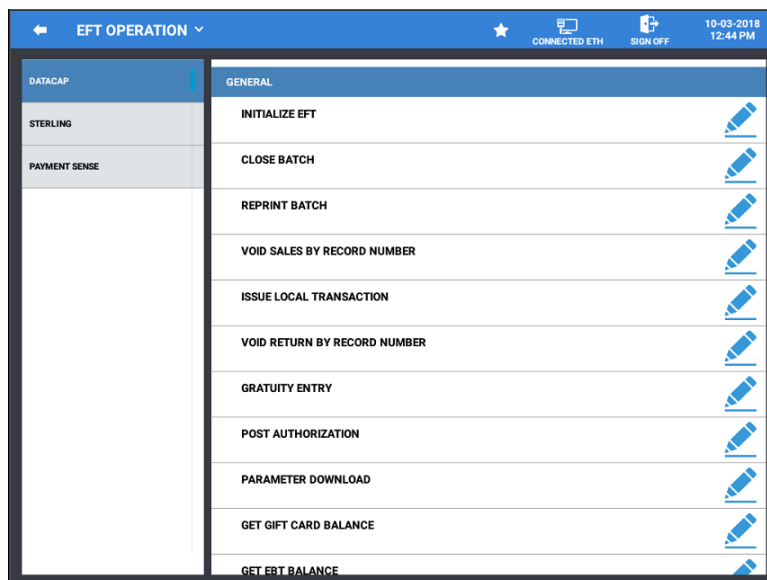 EFT OPERATION
CONNECTED ETH
SIGN OFF
10-03-2018
12:44 PM
DATACAP
STERLING
PAYMENT SENSE
GENERAL
INITIALIZE EFT
CLOSE BATCH
REPRINT BATCH
VOID SALES BY RECORD NUMBER
ISSUE LOCAL TRANSACTION
VOID RETURN BY RECORD NUMBER
GRATUITY ENTRY
POST AUTHORIZATION
PARAMETER DOWNLOAD
GET GIFT CARD BALANCE
GET EBT BALANCE